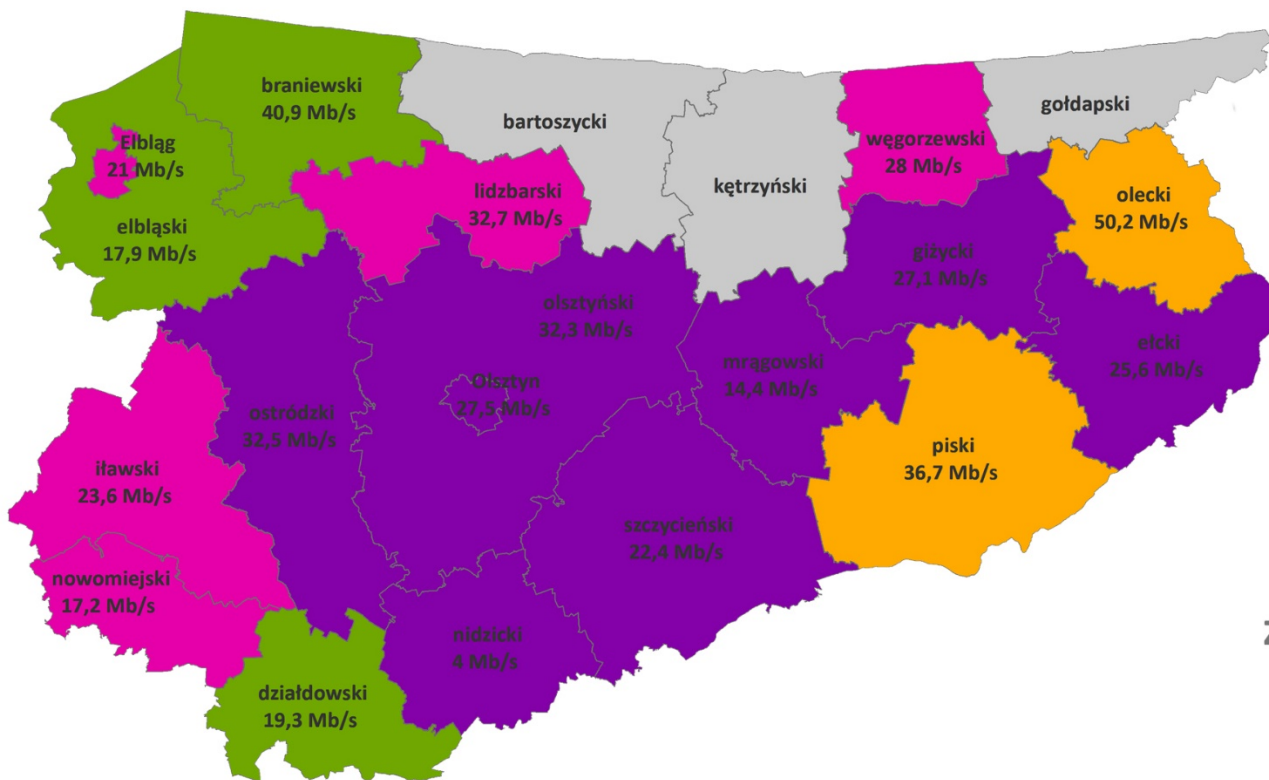 braniewski
40,9 Mb/s
bartoszycki
gołdapski
Elbląg
21 Mb/s
węgorzewski
28 Mb/s
lidzbarski
32,7 Mb/s
kętrzyński
olecki
50,2 Mb/s
elbląski
17,9 Mb/s
giżycki
27,1 Mb/s
olsztyński
32,3 Mb/s
ełcki
25,6 Mb/s
mrągowski
14,4 Mb/s
Olsztyn
27,5 Mb/s
ostródzki
32,5 Mb/s
piski
36,7 Mb/s
iławski
23,6 Mb/s
szczycieński
22,4 Mb/s
nowomiejski
17,2 Mb/s
nidzicki
4 Mb/s
działdowski
19,3 Mb/s